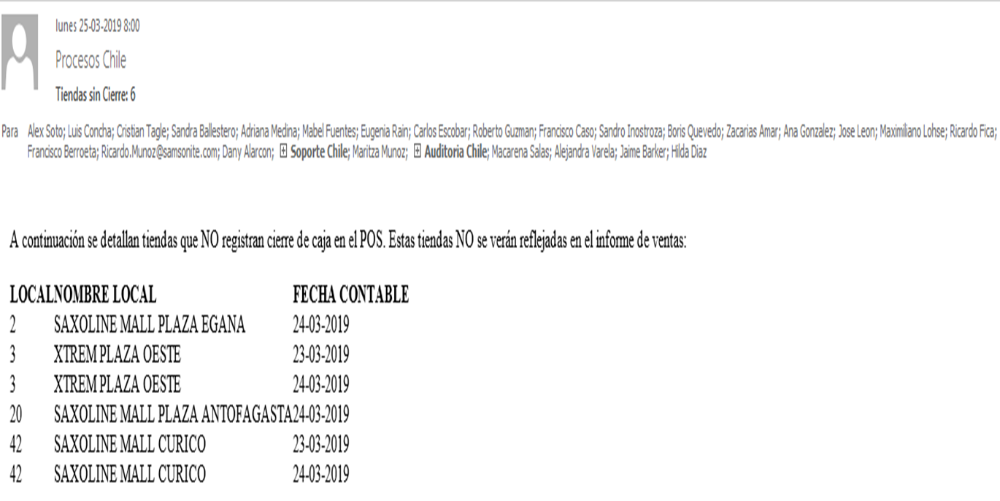 lunes 25-03-2019 8:00
Procesos Chile
Tiendas sin Cierre: 6
Para Alex Soto; Luis Concha; Cristian Tagle; Sandra Ballestero; Adriana Medina; Mabel Fuentes; Eugenia Rain; Carlos Escobar; Roberto Guzman; Francisco Caso; Sandro Inostroza; Boris Quevedo; Zacarias Amar; Ana Gonzalez; Jose Leon; Maximiliano Lohse; Ricardo Fica;
Francisco Berroeta; Ricardo.Munoz@samsonite.com; Dany Alarcon; Soporte Chile; Maritza Munoz; Auditoria Chile; Macarena Salas; Alejandra Varela; Jaime Barker; Hilda Diaz
A continuación se detallan tiendas que NO registran cierre de caja en el POS. Estas tiendas NO se verán reflejadas en el informe de ventas:
LOCALNOMBRE LOCAL FECHA CONTABLE
2 SAXOLINE MALL PLAZA EGANA 24-03-2019
3 XTREM PLAZA OESTE 23-03-2019
3 XTREM PLAZA OESTE 24-03-2019
20 SAXOLINE MALL PLAZA ANTOFAGASTA24-03-2019
42 SAXOLINE MALL CURICO 23-03-2019
42 SAXOLINE MALL CURICO 24-03-2019